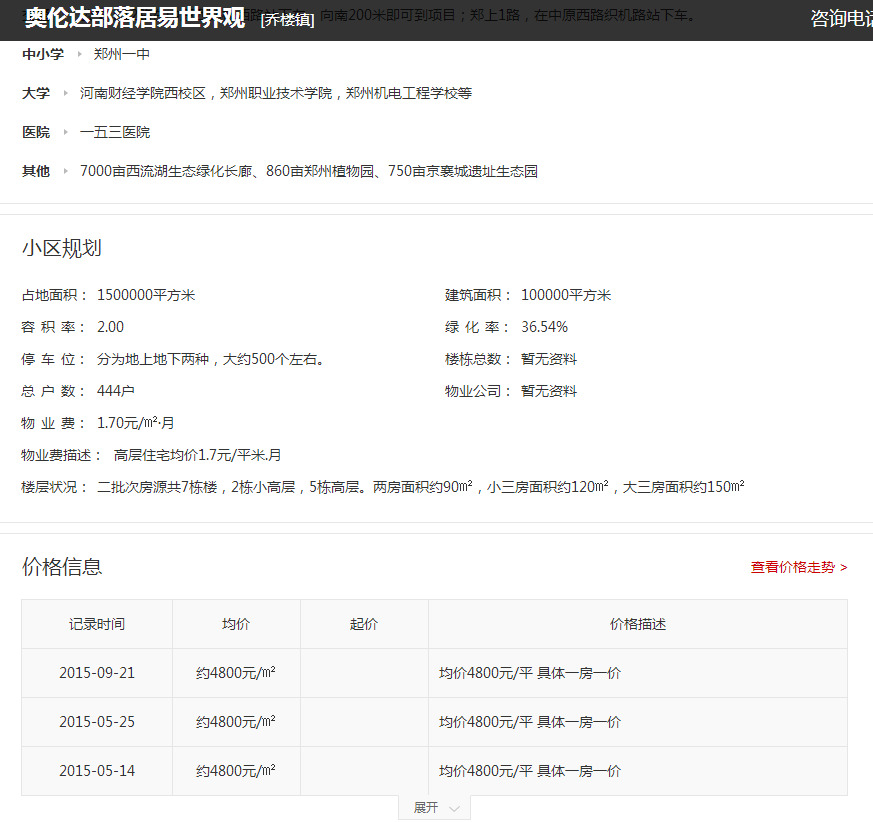 奥伦达部落居易世界观 [乔楼镇] 咨询电话
西路站下车。向南200米即可到项目；郑上1路，在中原西路织机路站下车。
中小学 郑州一中
大学 河南财经学院西校区，郑州职业技术学院，郑州机电工程学校等
医院 一五三医院
其他 7000亩西流湖生态绿化长廊、860亩郑州植物园、750亩京襄城遗址生态园
小区规划
占地面积： 1500000平方米 建筑面积： 100000平方米
容 积 率： 2.00 绿 化 率： 36.54%
停 车 位： 分为地上地下两种，大约500个左右。 楼栋总数： 暂无资料
总 户 数： 444户 物业公司： 暂无资料
物 业 费： 1.70元/㎡·月
物业费描述： 高层住宅均价1.7元/平米.月
楼层状况： 二批次房源共7栋楼，2栋小高层，5栋高层。两房面积约90㎡，小三房面积约120㎡，大三房面积约150㎡
价格信息 查看价格走势 >
记录时间 均价 起价 价格描述
2015-09-21 约4800元/㎡ 均价4800元/平 具体一房一价
2015-05-25 约4800元/㎡ 均价4800元/平 具体一房一价
2015-05-14 约4800元/㎡ 均价4800元/平 具体一房一价
展开